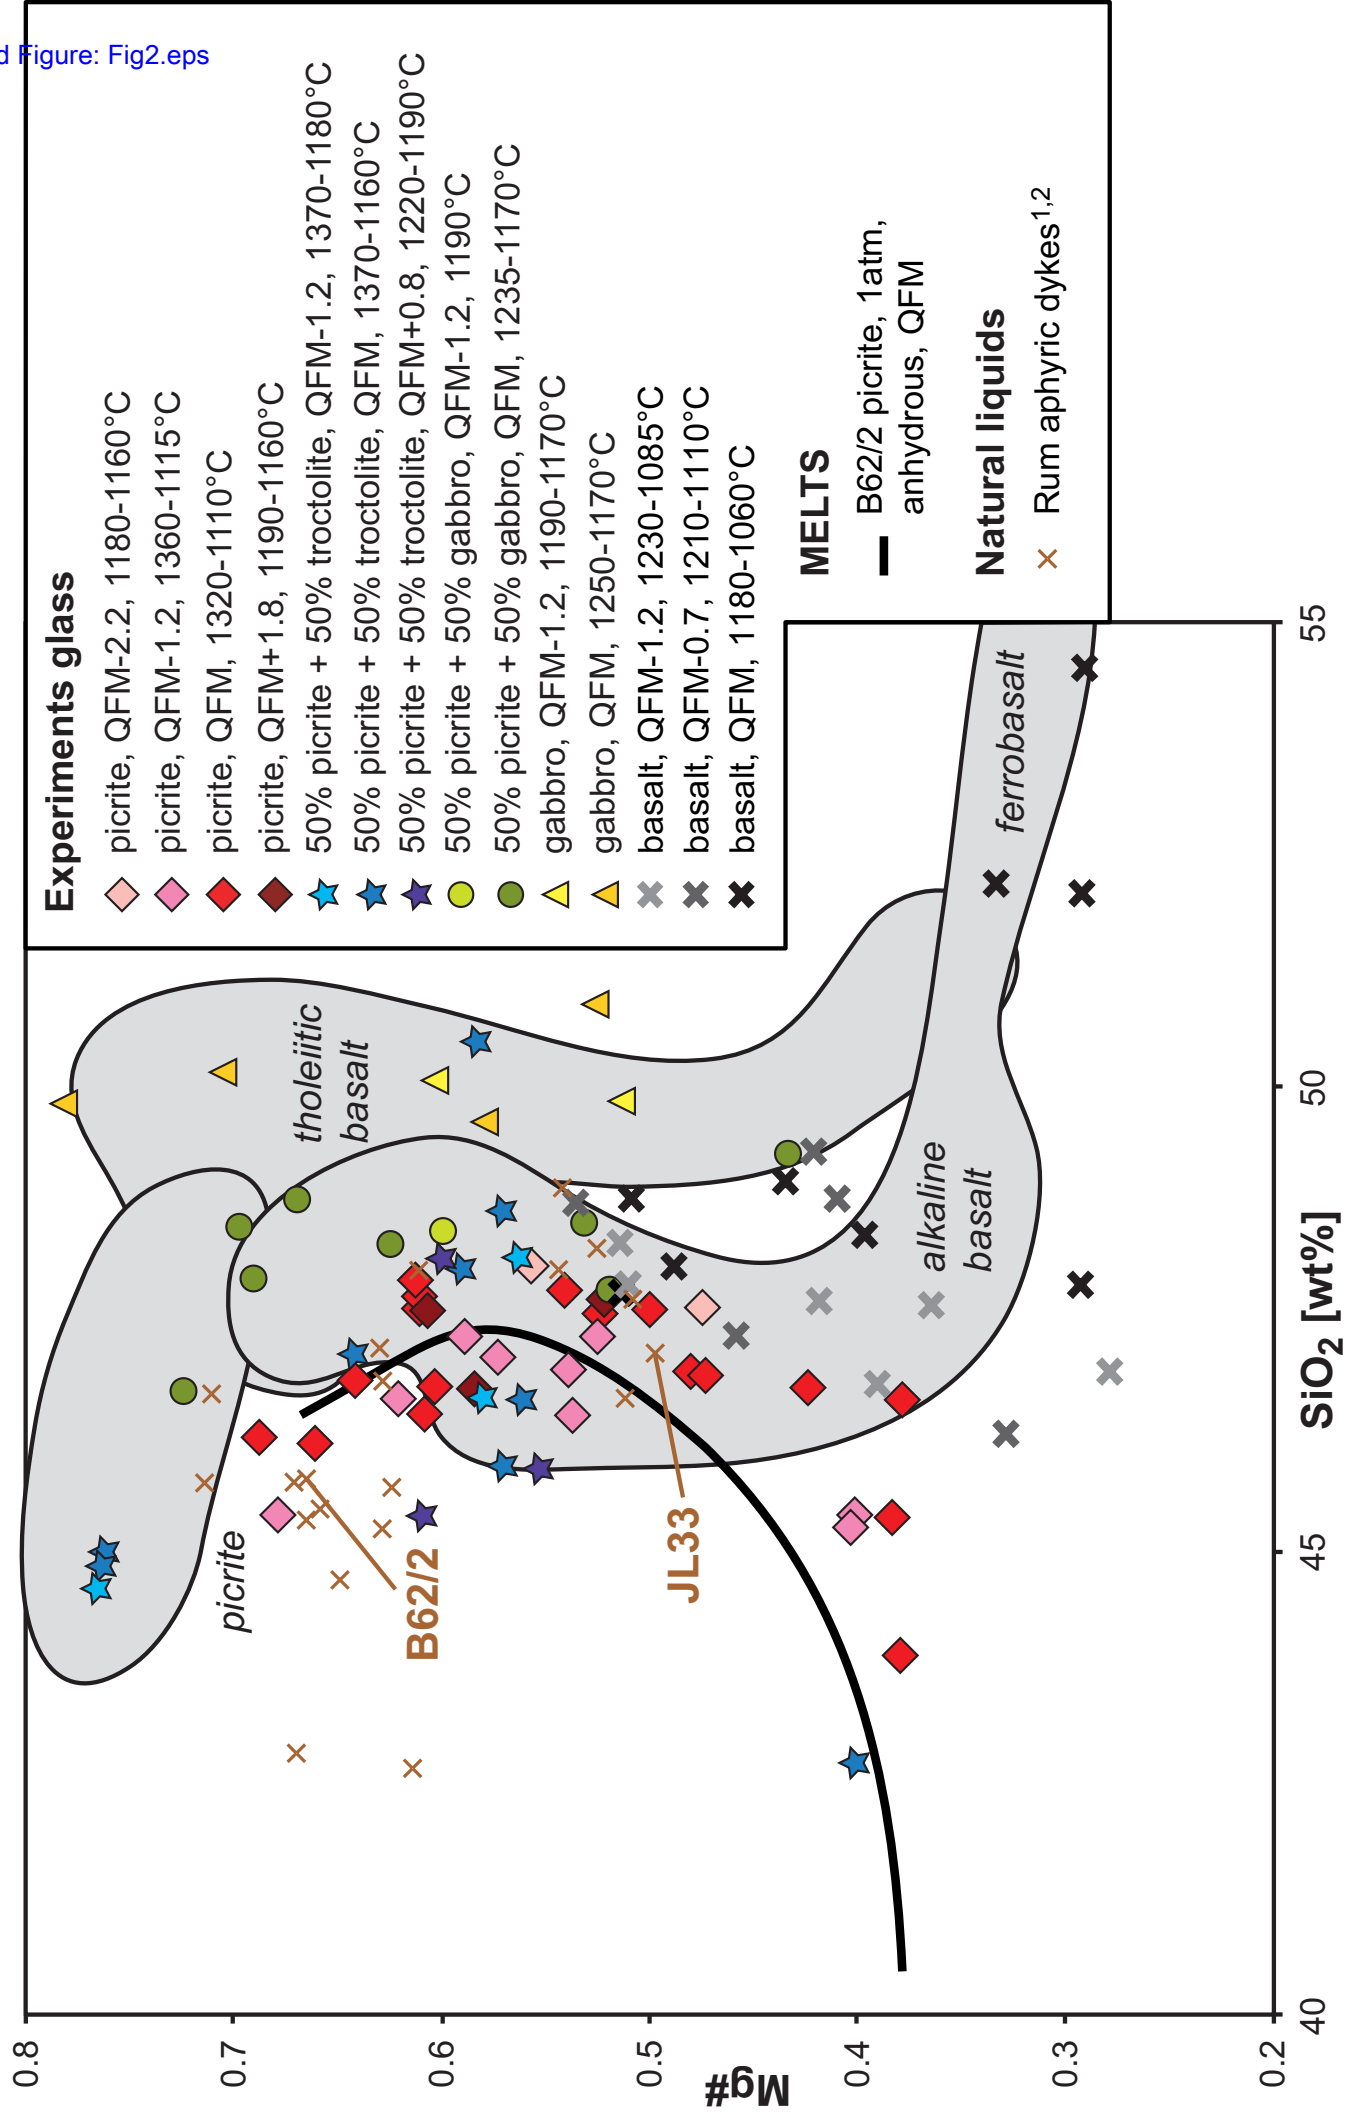 d Figure: Fig2.eps
Experiments glass
picrite, QFM-2.2, 1180-1160°C
picrite, QFM-1.2, 1360-1115°C
picrite, QFM, 1320-1110°C
picrite, QFM+1.8, 1190-1160°C
50% picrite + 50% troctolite, QFM-1.2, 1370-1180°C
50% picrite + 50% troctolite, QFM, 1370-1160°C
50% picrite + 50% troctolite, QFM+0.8, 1220-1190°C
50% picrite + 50% gabbro, QFM-1.2, 1190°C
50% picrite + 50% gabbro, QFM, 1235-1170°C
gabbro, QFM-1.2, 1190-1170°C
gabbro, QFM, 1250-1170°C
basalt, QFM-1.2, 1230-1085°C
basalt, QFM-0.7, 1210-1110°C
basalt, QFM, 1180-1060°C
MELTS
B62/2 picrite, 1atm,
anhydrous, QFM
Natural liquids
Rum aphyric dykes1,2
tholeiitic
basalt
picrite
alkaline
basalt
ferrobasalt
B62/2
JL33
Mg#
0.8
0.7
0.6
0.5
0.4
0.3
0.2
40
45
50
55
SiO2 [wt%]